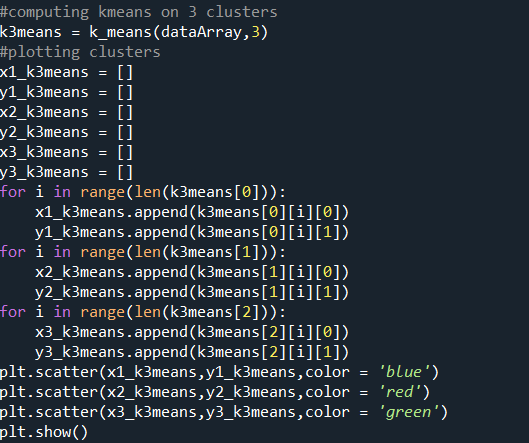 #computing kmeans on 3 clusters
k3means = k_means(dataArray,3)
#plotting clusters
x1_k3means = []
y1_k3means = []
x2_k3means = []
y2_k3means = []
x3_k3means = []
y3_k3means = []
for i in range(len(k3means[0])):
    x1_k3means.append(k3means[0][i][0])
    y1_k3means.append(k3means[0][i][1])
for i in range(len(k3means[1])):
    x2_k3means.append(k3means[1][i][0])
    y2_k3means.append(k3means[1][i][1])
for i in range(len(k3means[2])):
    x3_k3means.append(k3means[2][i][0])
    y3_k3means.append(k3means[2][i][1])
plt.scatter(x1_k3means,y1_k3means,color = 'blue')
plt.scatter(x2_k3means,y2_k3means,color = 'red')
plt.scatter(x3_k3means,y3_k3means,color = 'green')
plt.show()